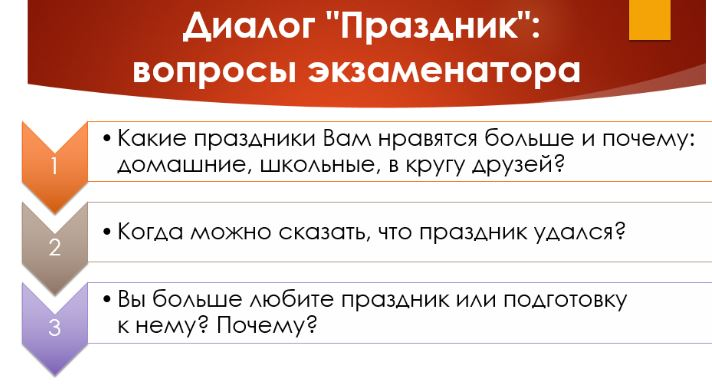 Диалог "Праздник":
вопросы экзаменатора
1
• Какие праздники Вам нравятся больше и почему:
домашние, школьные, в кругу друзей?
2
• Когда можно сказать, что праздник удался?
3
• Вы больше любите праздник или подготовку
к нему? Почему?